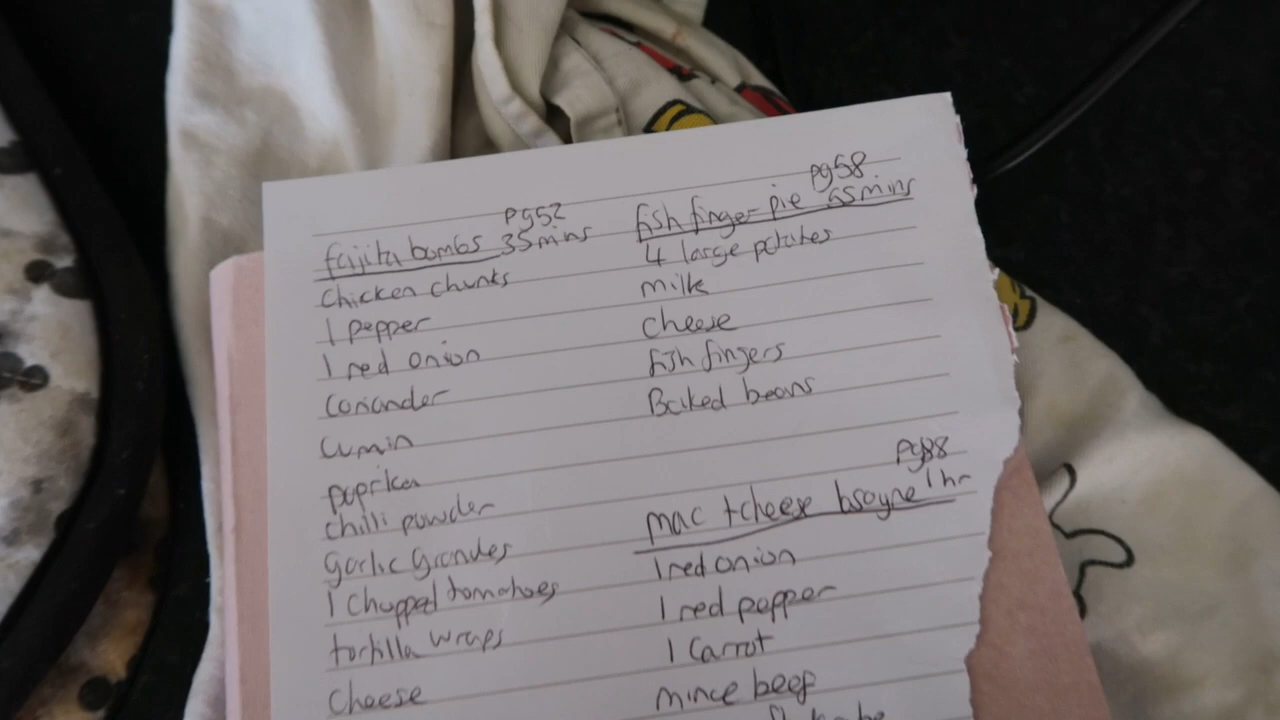 pg52
fajita bombs 35mins
chicken chunks
1 pepper
1 red onion
coriander
cumin
paprika
chilli powder
garlic granules
1 chopped tomatoes
tortilla wraps
cheese
pg58
fish finger pie 55mins
4 large potatoes
milk
cheese
fish fingers
Baked beans
pg88
mac + cheese lasagne 1hr
1 red onion
1 red pepper
1 carrot
mince beef